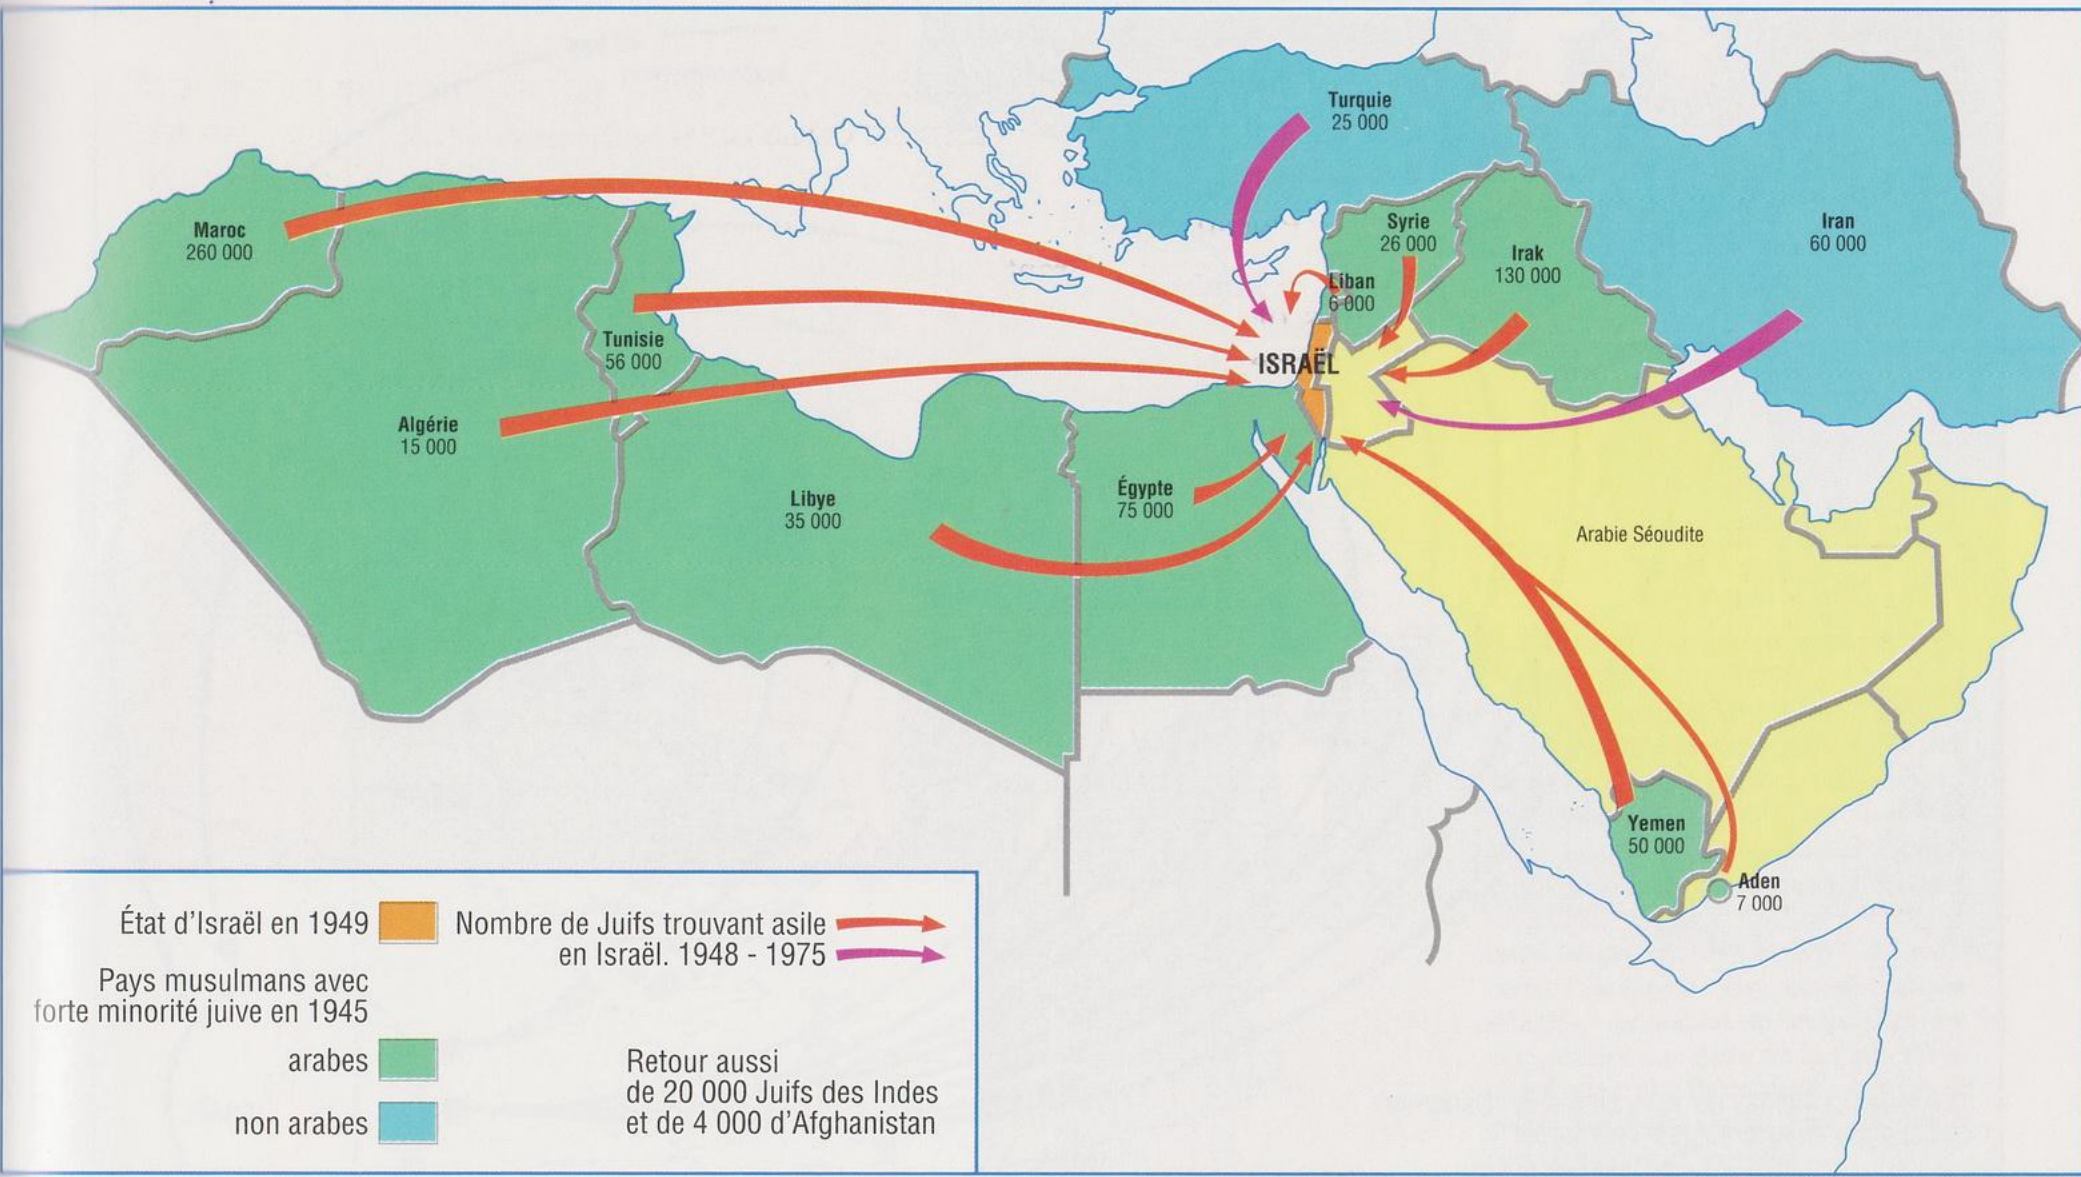 Turquie
25 000
Maroc
260 000
Syrie
26 000
Iran
60 000
Irak
130 000
Liban
6 000
Tunisie
56 000
ISRAËL
Algérie
15 000
Libye
35 000
Égypte
75 000
Arabie Séoudite
Yemen
50 000
Aden
7 000
État d'Israël en 1949
Pays musulmans avec
forte minorité juive en 1945
arabes
non arabes
Nombre de Juifs trouvant asile
en Israël. 1948 - 1975
Retour aussi
de 20 000 Juifs des Indes
et de 4 000 d'Afghanistan